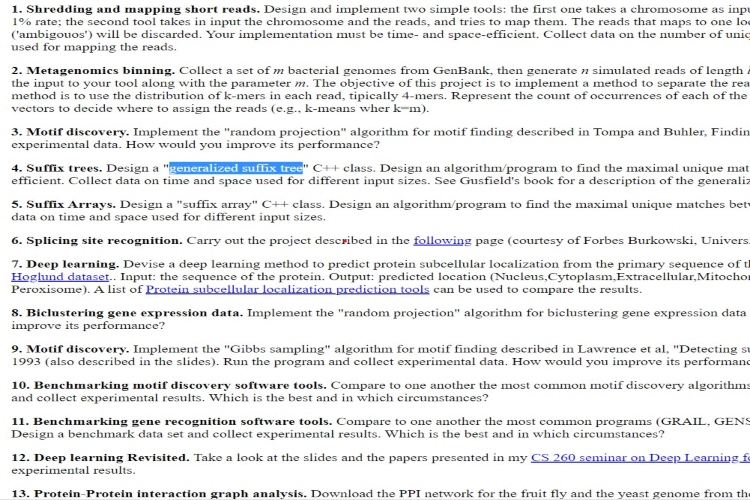 1. Shredding and mapping short reads. Design and implement two simple tools: the first one takes a chromosome as inpu
1% rate; the second tool takes in input the chromosome and the reads, and tries to map them. The reads that maps to one lo
('ambiguous') will be discarded. Your implementation must be time- and space-efficient. Collect data on the number of uniq
used for mapping the reads.
2. Metagenomics binning. Collect a set of m bacterial genomes from GenBank, then generate n simulated reads of length l
the input to your tool along with the parameter m. The objective of this project is to implement a method to separate the rea
method is to use the distribution of k-mers in each read, tipically 4-mers. Represent the count of occurrences of each of the
vectors to decide where to assign the reads (e.g., k-means wher k=m).
3. Motif discovery. Implement the "random projection" algorithm for motif finding described in Tompa and Buhler, Findin
experimental data. How would you improve its performance?
4. Suffix trees. Design a "generalized suffix tree" C++ class. Design an algorithm/program to find the maximal unique mat
efficient. Collect data on time and space used for different input sizes. See Gusfield's book for a description of the generaliz
5. Suffix Arrays. Design a "suffix array" C++ class. Design an algorithm/program to find the maximal unique matches betw
data on time and space used for different input sizes.
6. Splicing site recognition. Carry out the project described in the following page (courtesy of Forbes Burkowski, Univers
7. Deep learning. Devise a deep learning method to predict protein subcellular localization from the primary sequence of th
Hoglund dataset.. Input: the sequence of the protein. Output: predicted location (Nucleus,Cytoplasm,Extracellular,Mitochon
Peroxisome). A list of Protein subcellular localization prediction tools can be used to compare the results.
8. Biclustering gene expression data. Implement the "random projection" algorithm for biclustering gene expression data
improve its performance?
9. Motif discovery. Implement the "Gibbs sampling" algorithm for motif finding described in Lawrence et al, "Detecting su
1993 (also described in the slides). Run the program and collect experimental data. How would you improve its performanc
10. Benchmarking motif discovery software tools. Compare to one another the most common motif discovery algorithms
and collect experimental results. Which is the best and in which circumstances?
11. Benchmarking gene recognition software tools. Compare to one another the most common programs (GRAIL, GENS
Design a benchmark data set and collect experimental results. Which is the best and in which circumstances?
12. Deep learning Revisited. Take a look at the slides and the papers presented in my CS 260 seminar on Deep Learning fo
experimental results.
13. Protein-Protein interaction graph analysis. Download the PPI network for the fruit fly and the yeast genome from the